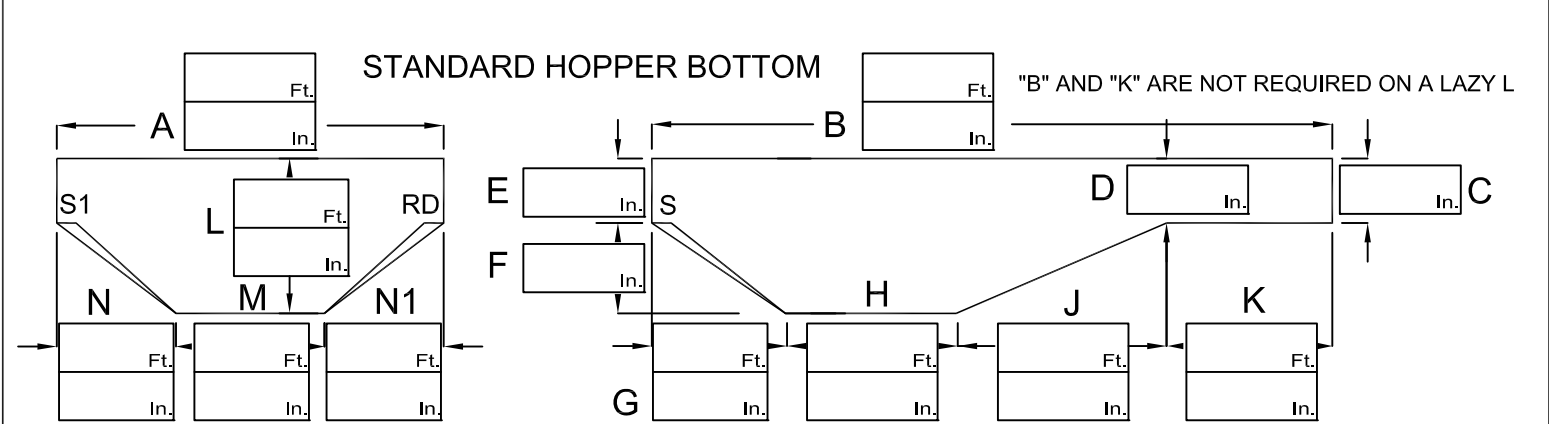 STANDARD HOPPER BOTTOM
"B" AND "K" ARE NOT REQUIRED ON A LAZY L
A
Ft.
In.
B
Ft.
In.
S1
RD
L
Ft.
In.
E
In.
S
D
In.
In.
C
F
In.
N
M
N1
H
J
K
Ft.
In.
Ft.
In.
Ft.
In.
G
Ft.
In.
Ft.
In.
Ft.
In.
Ft.
In.